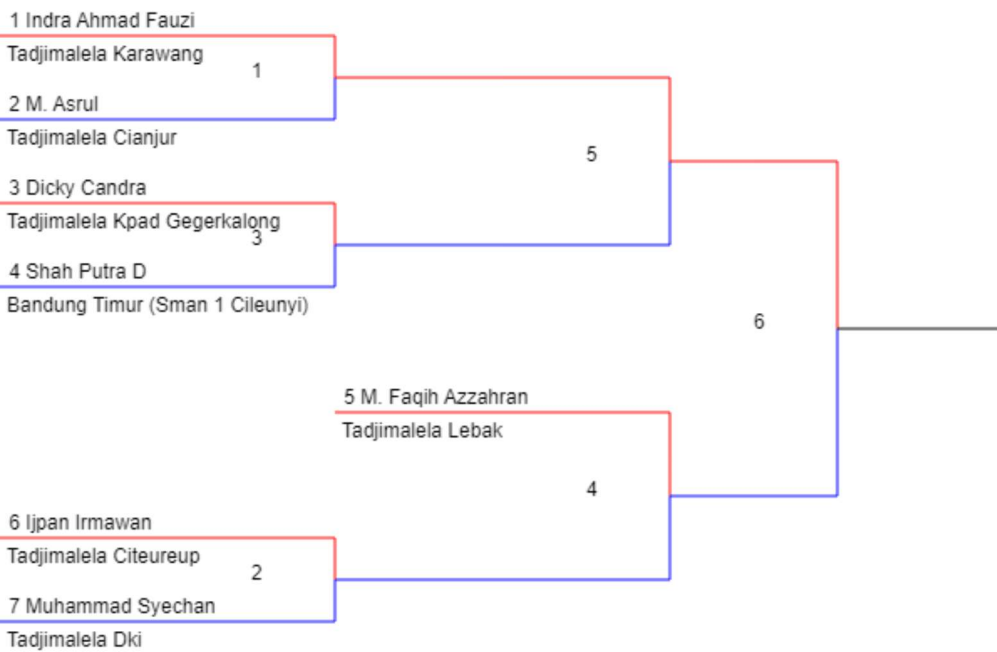 1 Indra Ahmad Fauzi
Tadjimalela Karawang
1
2 M. Asrul
Tadjimalela Cianjur
5
3 Dicky Candra
Tadjimalela Kpad Gegerkalong
3
4 Shah Putra D
Bandung Timur (Sman 1 Cileunyi)
6
5 M. Faqih Azzahran
Tadjimalela Lebak
4
6 Ijpan Irmawan
Tadjimalela Citeureup
2
7 Muhammad Syechan
Tadjimalela Dki